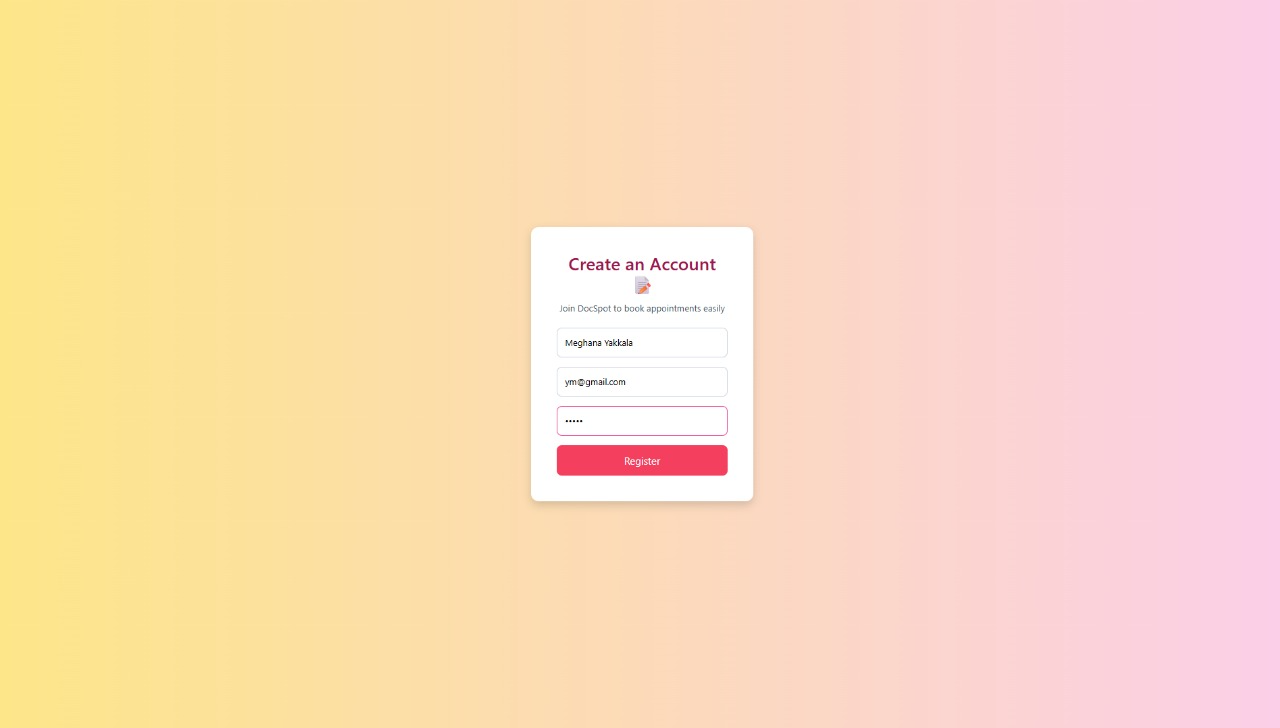 Create an Account
📝
Join DocSpot to book appointments easily
Meghana Yakkala
ym@gmail.com
•••••
Register